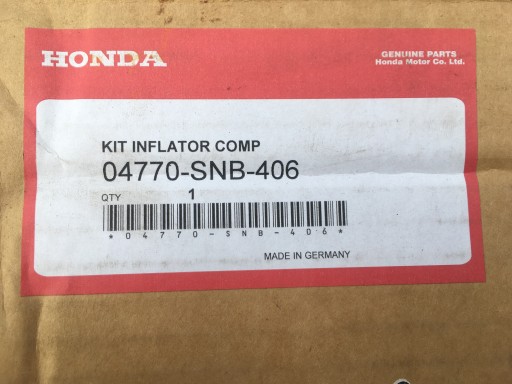 HONDA
GENUINE PARTS
Honda Motor Co. Ltd.
KIT INFLATOR COMP
04770-SNB-406
QTY 1
*04770-SNB-406*
MADE IN GERMANY